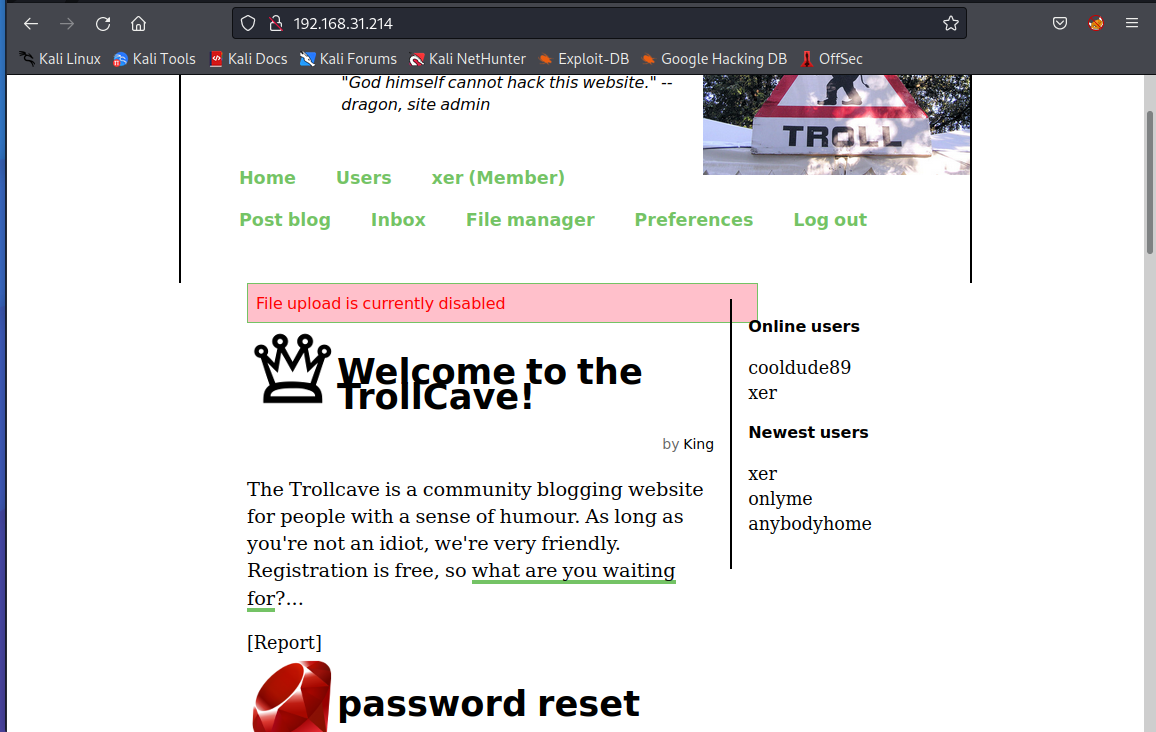 192.168.31.214
Kali Linux Kali Tools Kali Docs Kali Forums Kali NetHunter Exploit-DB Google Hacking DB OffSec
"God himself cannot hack this website." --
dragon, site admin
TROLL
Home Users xer (Member)
Post blog Inbox File manager Preferences Log out
File upload is currently disabled
Welcome to the
TrollCave!
by King
The Trollcave is a community blogging website
for people with a sense of humour. As long as
you're not an idiot, we're very friendly.
Registration is free, so what are you waiting
for?...
[Report]
password reset
Online users
cooldude89
xer
Newest users
xer
onlyme
anybodyhome